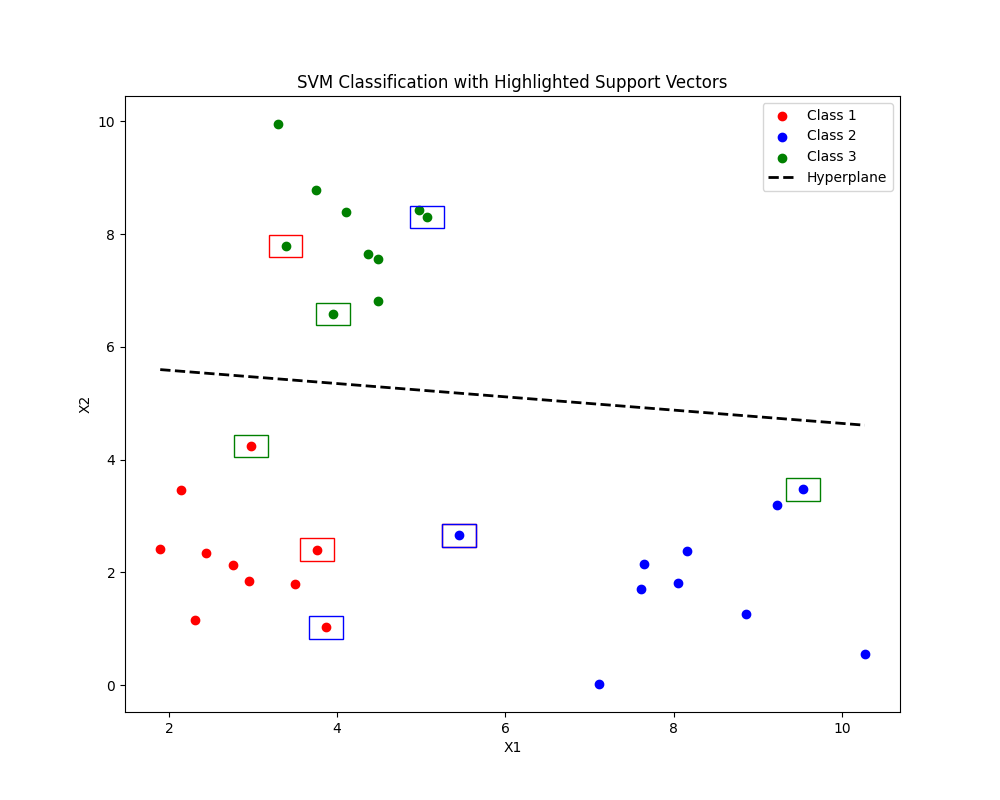 SVM Classification with Highlighted Support Vectors
Class 1
Class 2
Class 3
Hyperplane
10
8
6
4
2
0
X2
2
4
6
8
10
X1